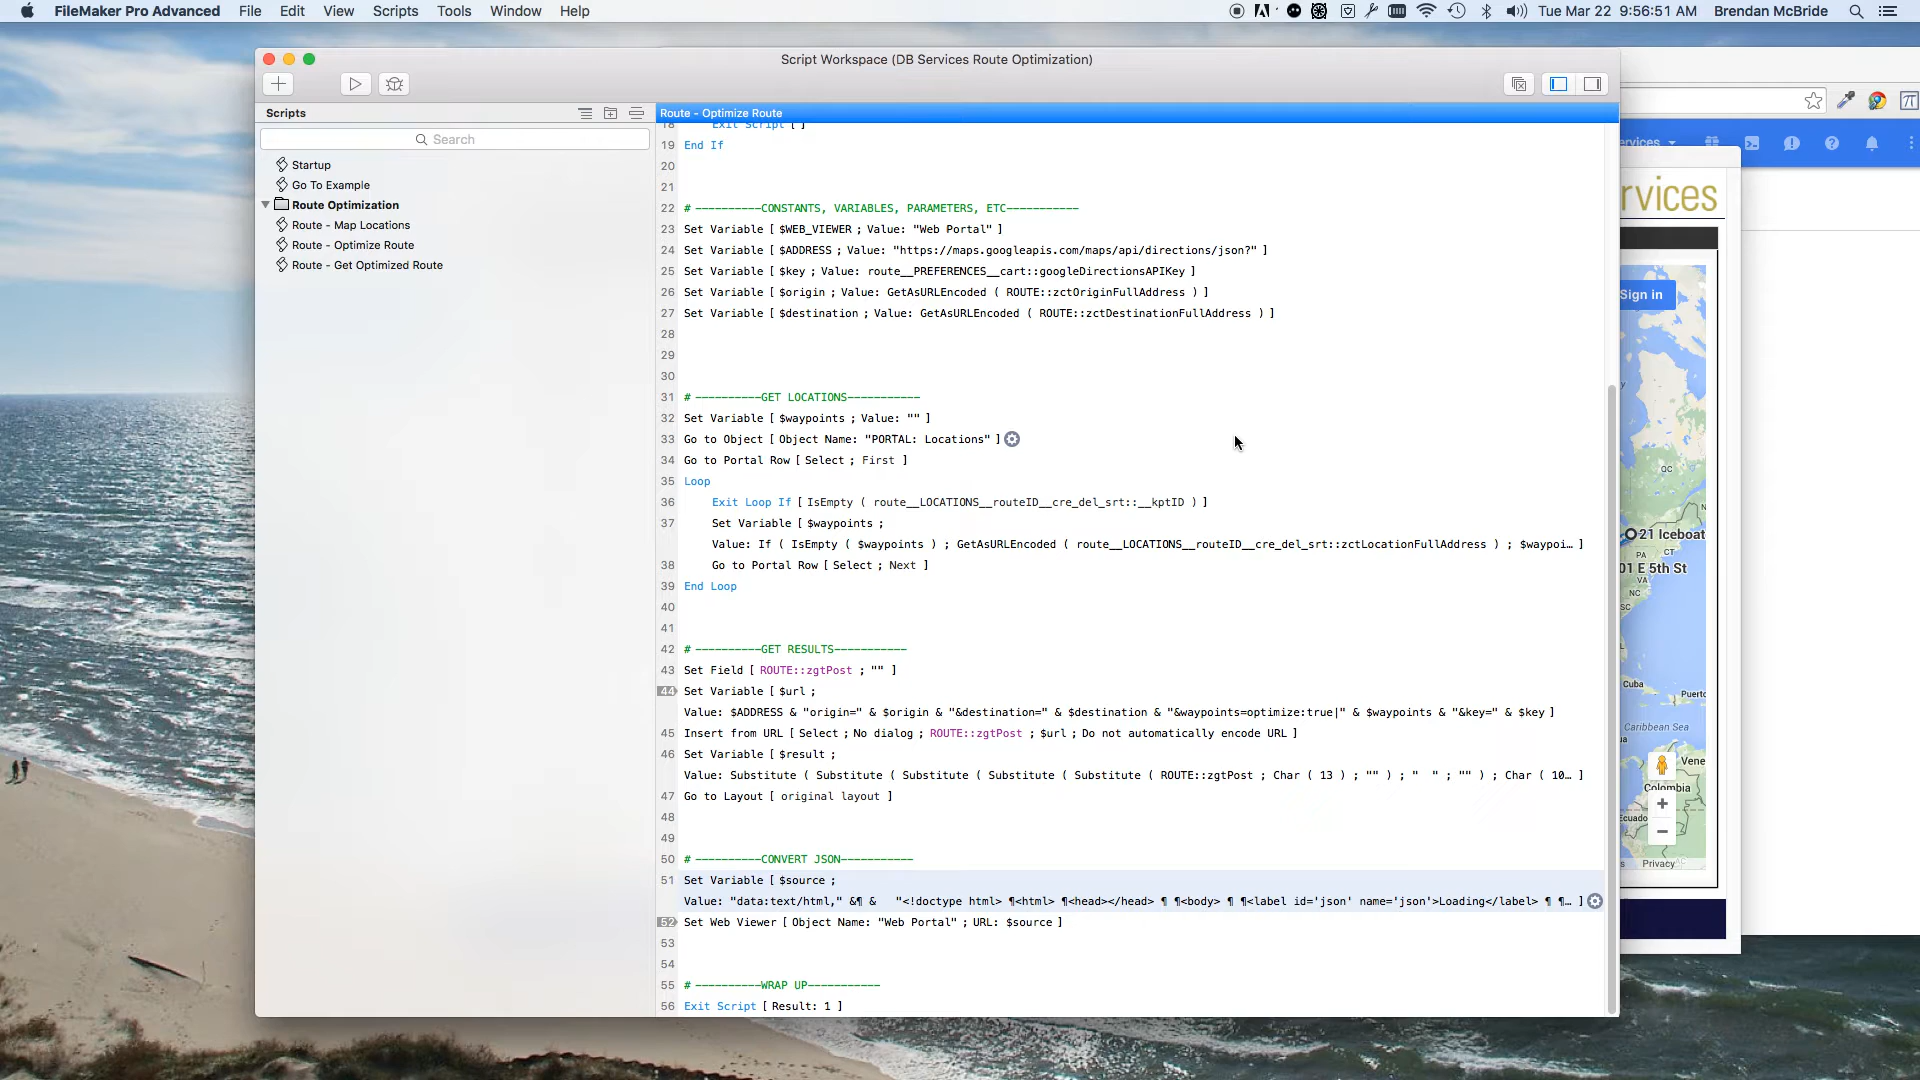 FileMaker Pro Advanced File Edit View Scripts Tools Window Help
Tue Mar 22 9:56:51 AM Brendan McBride
Script Workspace (DB Services Route Optimization)
Scripts
Search
Startup
Go To Example
Route Optimization
Route - Map Locations
Route - Optimize Route
Route - Get Optimized Route
Route - Optimize Route
18 Exit Script [ ]
19 End If
20
21
22 # ----------CONSTANTS, VARIABLES, PARAMETERS, ETC-----------
23 Set Variable [ $WEB_VIEWER ; Value: "Web Portal" ]
24 Set Variable [ $ADDRESS ; Value: "https://maps.googleapis.com/maps/api/directions/json?" ]
25 Set Variable [ $key ; Value: route__PREFERENCES__cart::googleDirectionsAPIKey ]
26 Set Variable [ $origin ; Value: GetAsURLEncoded ( ROUTE::zctOriginFullAddress ) ]
27 Set Variable [ $destination ; Value: GetAsURLEncoded ( ROUTE::zctDestinationFullAddress ) ]
28
29
30
31 # ----------GET LOCATIONS-----------
32 Set Variable [ $waypoints ; Value: "" ]
33 Go to Object [ Object Name: "PORTAL: Locations" ]
34 Go to Portal Row [ Select ; First ]
35 Loop
36 Exit Loop If [ IsEmpty ( route__LOCATIONS__routeID__cre_del_srt::__kptID ) ]
37 Set Variable [ $waypoints ;
Value: If ( IsEmpty ( $waypoints ) ; GetAsURLEncoded ( route__LOCATIONS__routeID__cre_del_srt::zctLocationFullAddress ) ; $waypoi… ]
38 Go to Portal Row [ Select ; Next ]
39 End Loop
40
41
42 # ----------GET RESULTS-----------
43 Set Field [ ROUTE::zgtPost ; "" ]
44 Set Variable [ $url ;
Value: $ADDRESS & "origin=" & $origin & "&destination=" & $destination & "&waypoints=optimize:true|" & $waypoints & "&key=" & $key ]
45 Insert from URL [ Select ; No dialog ; ROUTE::zgtPost ; $url ; Do not automatically encode URL ]
46 Set Variable [ $result ;
Value: Substitute ( Substitute ( Substitute ( Substitute ( Substitute ( ROUTE::zgtPost ; Char ( 13 ) ; "" ) ; "  " ; "" ) ; Char ( 10… ]
47 Go to Layout [ original layout ]
48
49
50 # ----------CONVERT JSON-----------
51 Set Variable [ $source ;
Value: "data:text/html," &¶ & "<!doctype html> ¶<html> ¶<head></head> ¶ ¶<body> ¶ ¶<label id='json' name='json'>Loading</label> ¶ ¶… ]
52 Set Web Viewer [ Object Name: "Web Portal" ; URL: $source ]
53
54
55 # ----------WRAP UP-----------
56 Exit Script [ Result: 1 ]
ervices
rvices
Sign in
QC
21 Iceboat
PA CT
01 E 5th St
VA
NC
SC
Cuba
Puerto
Caribbean Sea
Vene
Colombia
Ecuado
Privacy